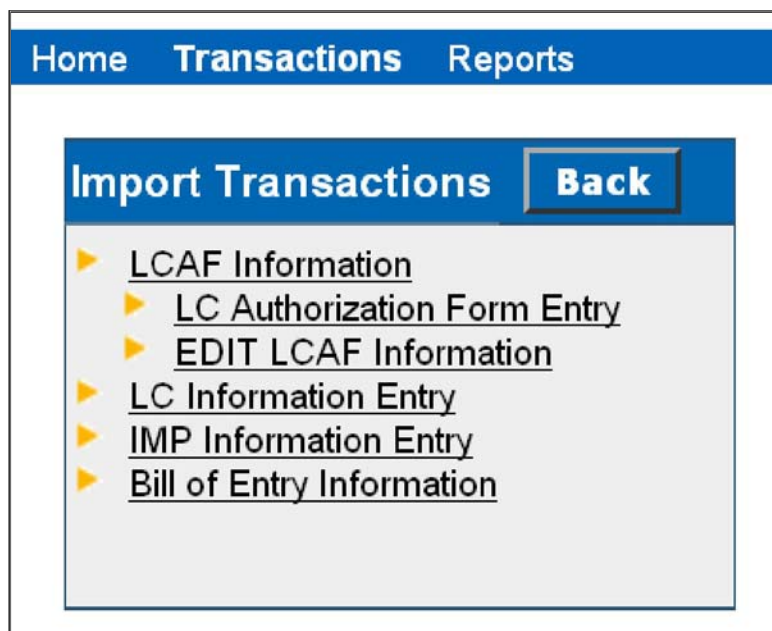 Home Transactions Reports
Import Transactions Back
LCAF Information
LC Authorization Form Entry
EDIT LCAF Information
LC Information Entry
IMP Information Entry
Bill of Entry Information